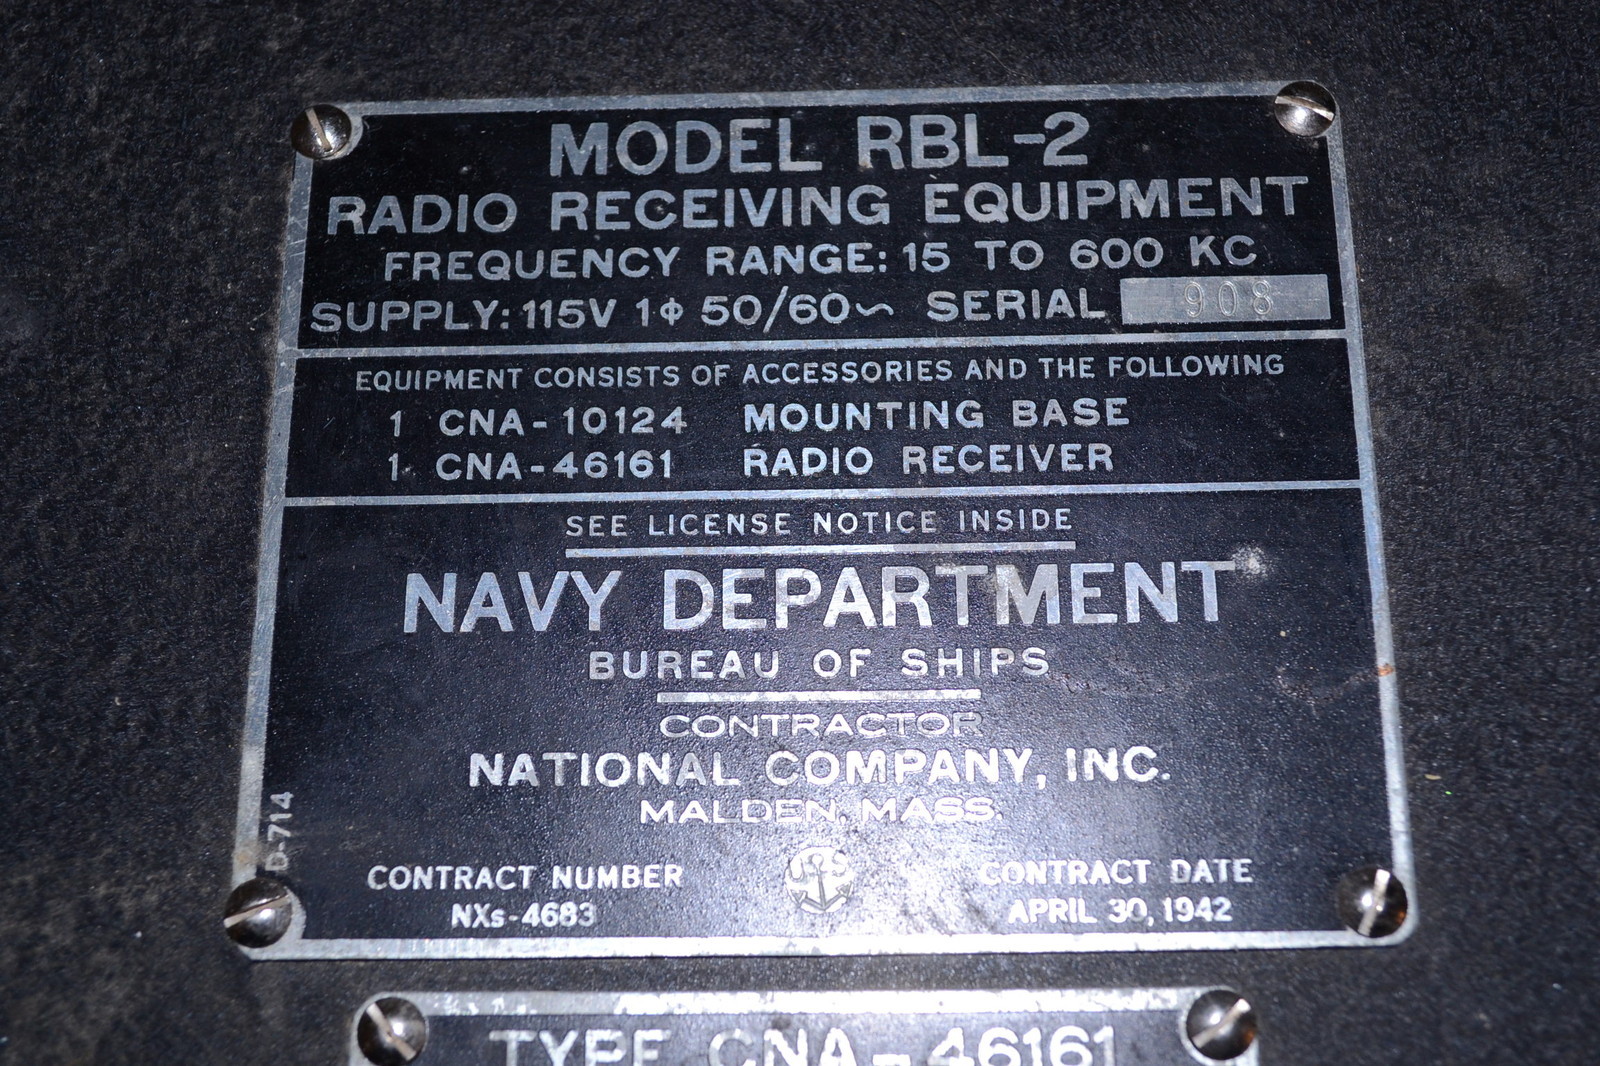 MODEL RBL-2
RADIO RECEIVING EQUIPMENT
FREQUENCY RANGE: 15 TO 600 KC
SUPPLY: 115V 1ϕ 50/60~ SERIAL 908
EQUIPMENT CONSISTS OF ACCESSORIES AND THE FOLLOWING
1 CNA-10124 MOUNTING BASE
1 CNA-46161 RADIO RECEIVER
SEE LICENSE NOTICE INSIDE
NAVY DEPARTMENT
BUREAU OF SHIPS
CONTRACTOR
NATIONAL COMPANY, INC.
MALDEN, MASS.
D-714
CONTRACT NUMBER CONTRACT DATE
NXs-4683 APRIL 30, 1942
TYPE CNA-46161